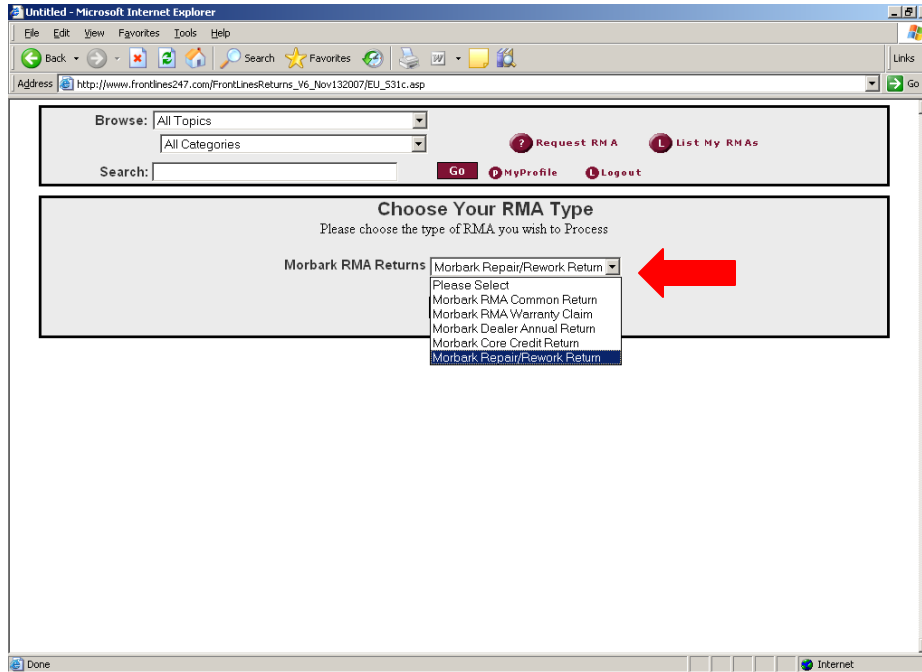 Untitled - Microsoft Internet Explorer
File Edit View Favorites Tools Help
Back Search Favorites
Links
Address http://www.frontlines247.com/FrontLinesReturns_V6_Nov132007/EU_S31c.asp Go
Browse: All Topics
All Categories ? Request RMA L List My RMAs
Search: Go P MyProfile L Logout
Choose Your RMA Type
Please choose the type of RMA you wish to Process
Morbark RMA Returns Morbark Repair/Rework Return
Please Select
Morbark RMA Common Return
Morbark RMA Warranty Claim
Morbark Dealer Annual Return
Morbark Core Credit Return
Morbark Repair/Rework Return
Done Internet